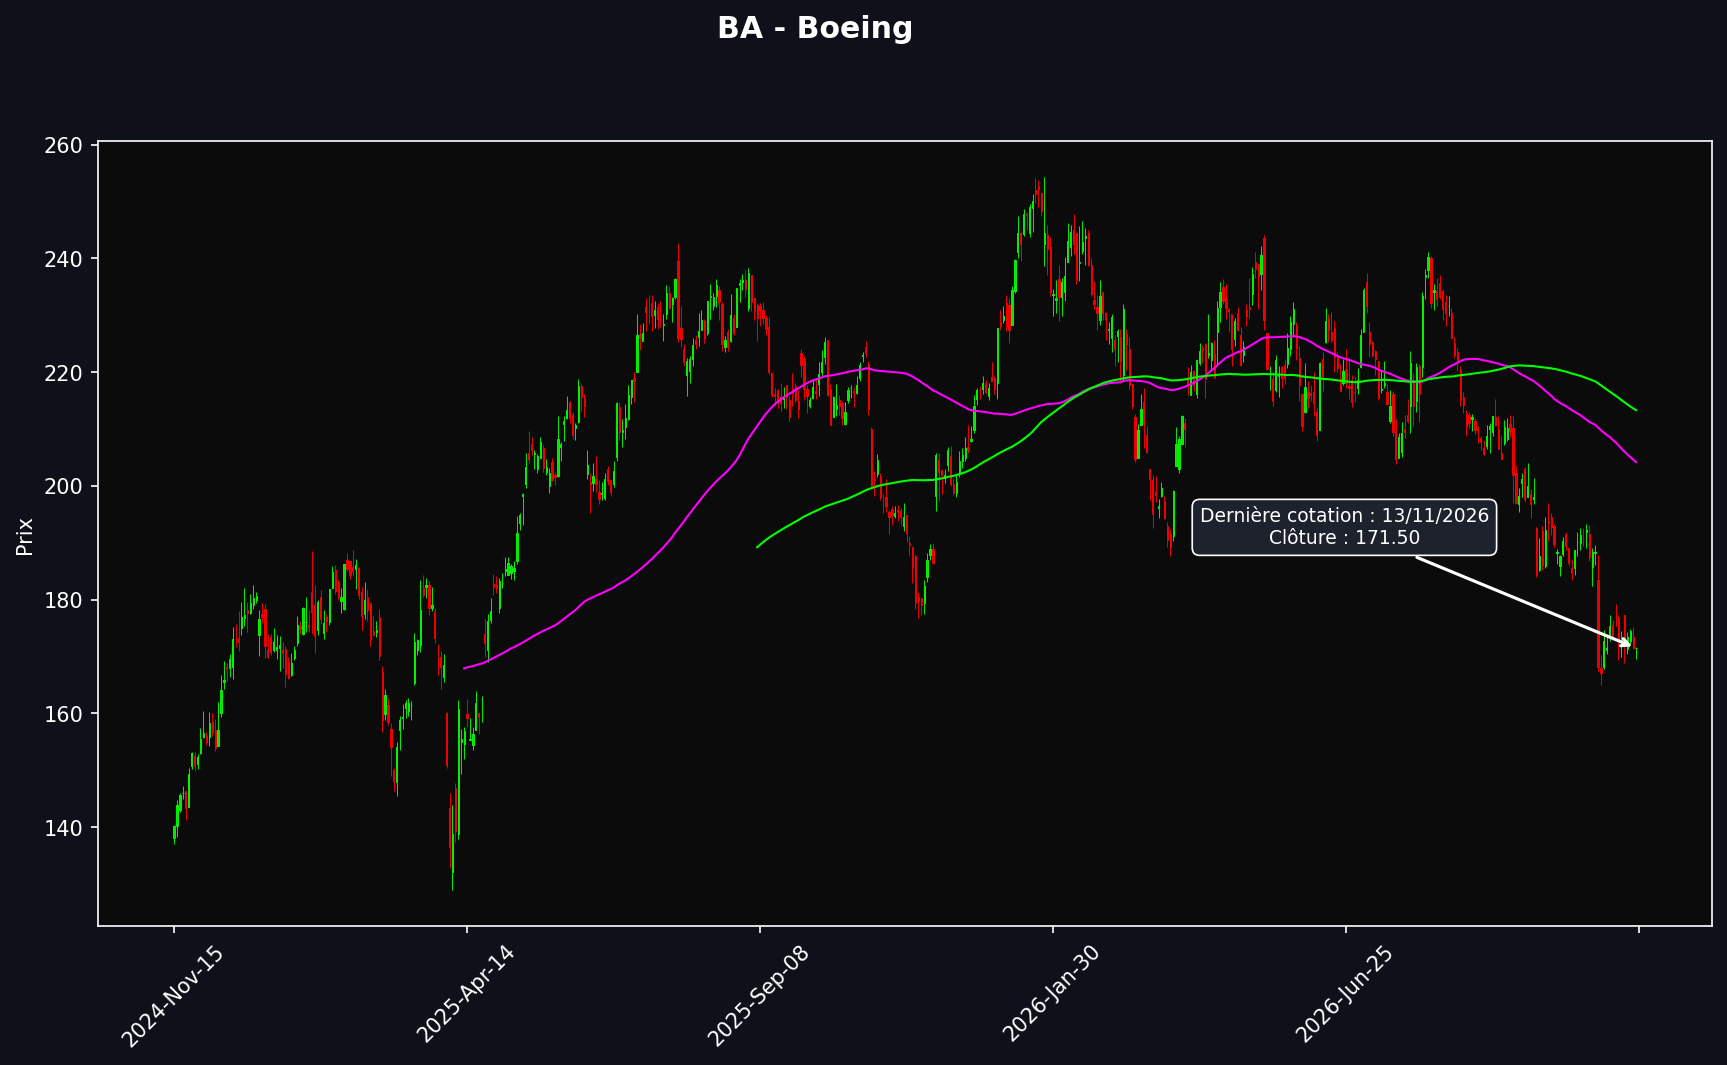 BA - Boeing
260
240
220
200
180
160
140
Prix
Dernière cotation : 13/11/2026
Clôture : 171.50
2024-Nov-15
2025-Apr-14
2025-Sep-08
2026-Jan-30
2026-Jun-25